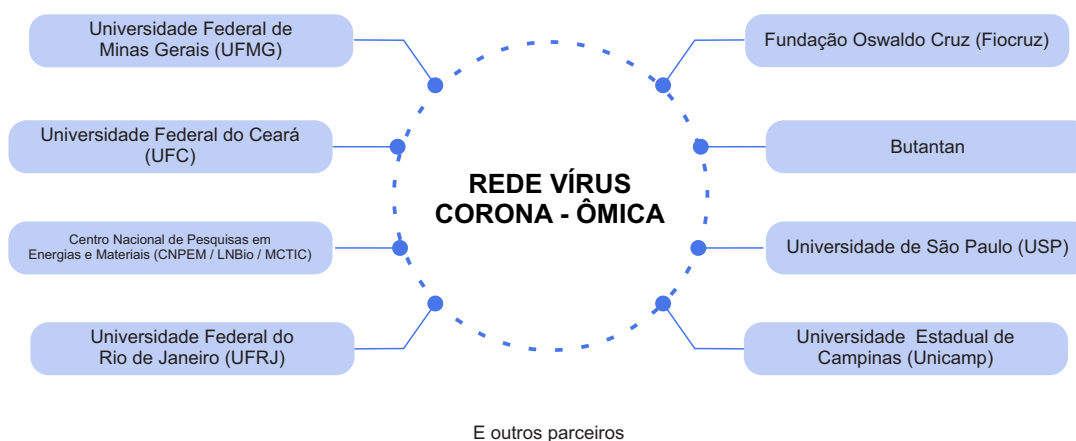 Universidade Federal de
Minas Gerais (UFMG)
Fundação Oswaldo Cruz (Fiocruz)
Universidade Federal do Ceará
(UFC)
Butantan
REDE VÍRUS
CORONA - ÔMICA
Centro Nacional de Pesquisas em
Energias e Materiais (CNPEM / LNBio / MCTIC)
Universidade de São Paulo (USP)
Universidade Federal do
Rio de Janeiro (UFRJ)
Universidade Estadual de
Campinas (Unicamp)
E outros parceiros